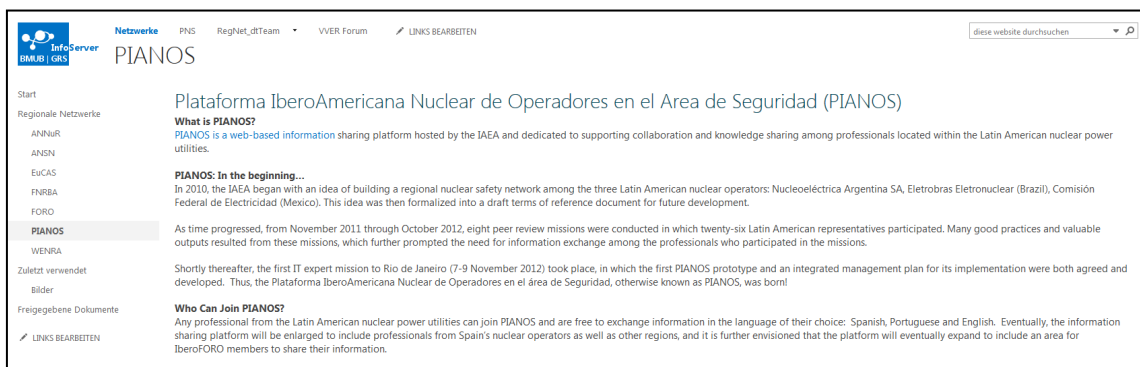 InfoServer
BMUB | GRS
Netzwerke PNS RegNet_dtTeam VVER Forum LINKS BEARBEITEN
diese website durchsuchen
PIANOS
Start
Regionale Netzwerke
ANNuR
ANSN
EuCAS
FNRBA
FORO
PIANOS
WENRA
Zuletzt verwendet
Bilder
Freigegebene Dokumente
LINKS BEARBEITEN
Plataforma IberoAmericana Nuclear de Operadores en el Area de Seguridad (PIANOS)
What is PIANOS?
PIANOS is a web-based information sharing platform hosted by the IAEA and dedicated to supporting collaboration and knowledge sharing among professionals located within the Latin American nuclear power
utilities.
PIANOS: In the beginning...
In 2010, the IAEA began with an idea of building a regional nuclear safety network among the three Latin American nuclear operators: Nucleoeléctrica Argentina SA, Eletrobras Eletronuclear (Brazil), Comisión
Federal de Electricidad (Mexico). This idea was then formalized into a draft terms of reference document for future development.
As time progressed, from November 2011 through October 2012, eight peer review missions were conducted in which twenty-six Latin American representatives participated. Many good practices and valuable
outputs resulted from these missions, which further prompted the need for information exchange among the professionals who participated in the missions.
Shortly thereafter, the first IT expert mission to Rio de Janeiro (7-9 November 2012) took place, in which the first PIANOS prototype and an integrated management plan for its implementation were both agreed and
developed. Thus, the Plataforma IberoAmericana Nuclear de Operadores en el área de Seguridad, otherwise known as PIANOS, was born!
Who Can Join PIANOS?
Any professional from the Latin American nuclear power utilities can join PIANOS and are free to exchange information in the language of their choice: Spanish, Portuguese and English. Eventually, the information
sharing platform will be enlarged to include professionals from Spain's nuclear operators as well as other regions, and it is further envisioned that the platform will eventually expand to include an area for
IberoFORO members to share their information.